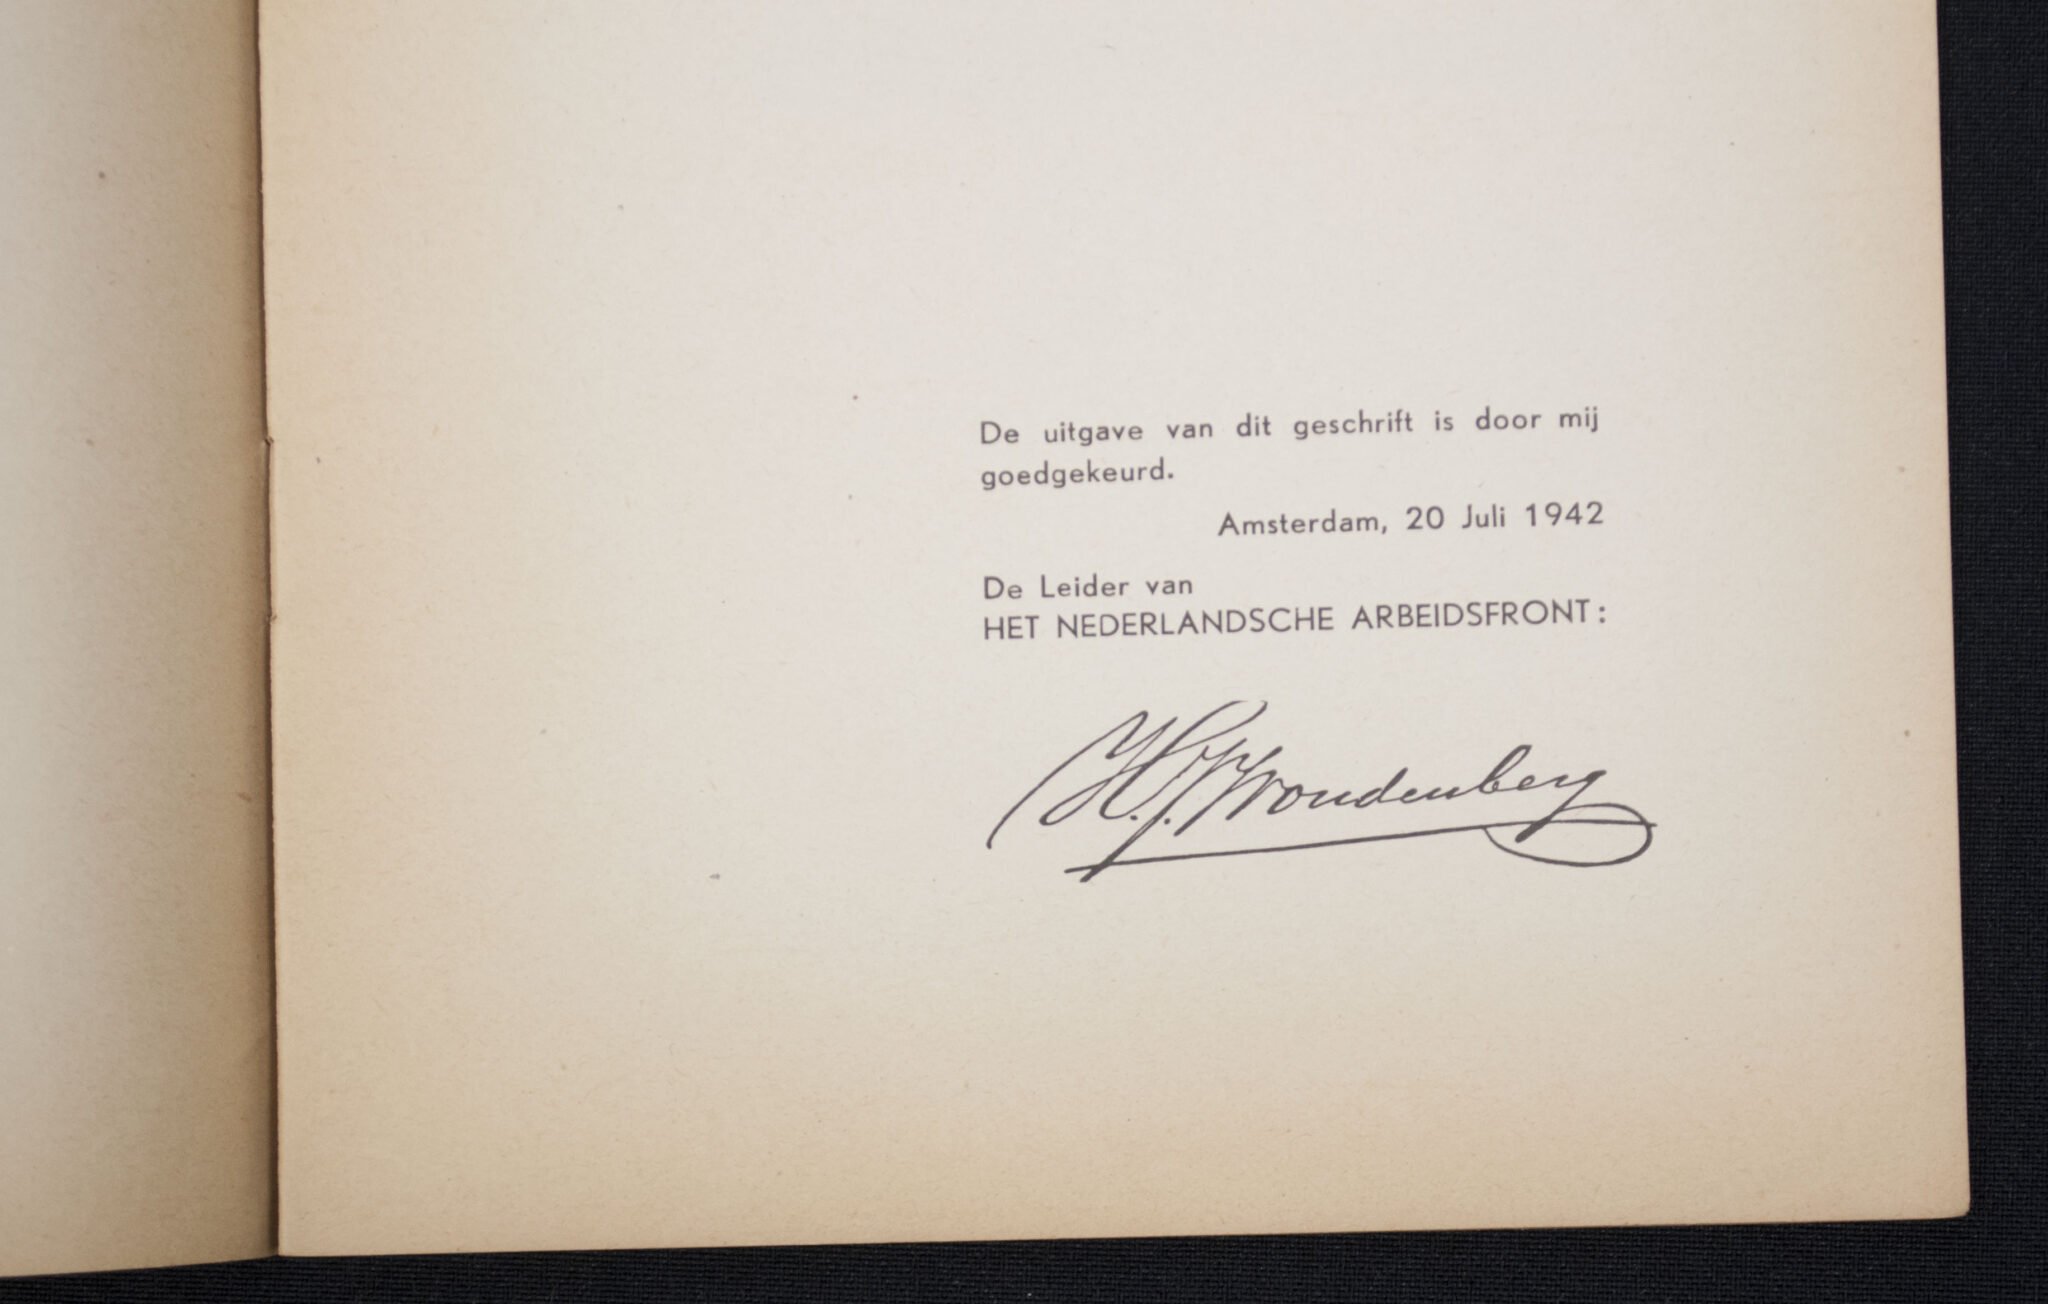 De uitgave van dit geschrift is door mij
goedgekeurd.
Amsterdam, 20 Juli 1942
De Leider van
HET NEDERLANDSCHE ARBEIDSFRONT:
H.J. Woudenberg